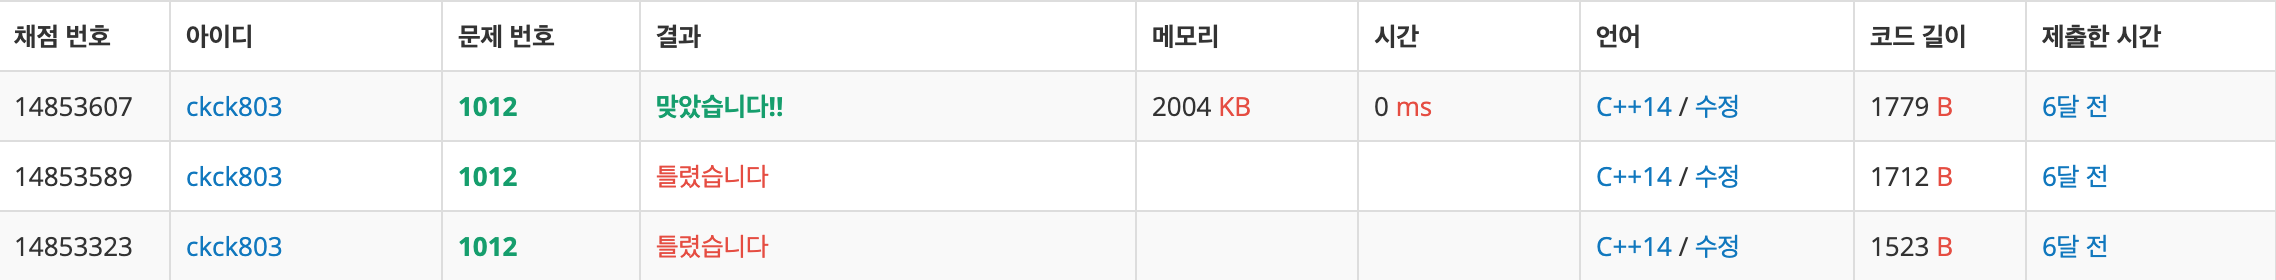 채점 번호 아이디 문제 번호 결과 메모리 시간 언어 코드 길이 제출한 시간
14853607 ckck803 1012 맞았습니다!! 2004 KB 0 ms C++14 / 수정 1779 B 6달 전
14853589 ckck803 1012 틀렸습니다 C++14 / 수정 1712 B 6달 전
14853323 ckck803 1012 틀렸습니다 C++14 / 수정 1523 B 6달 전